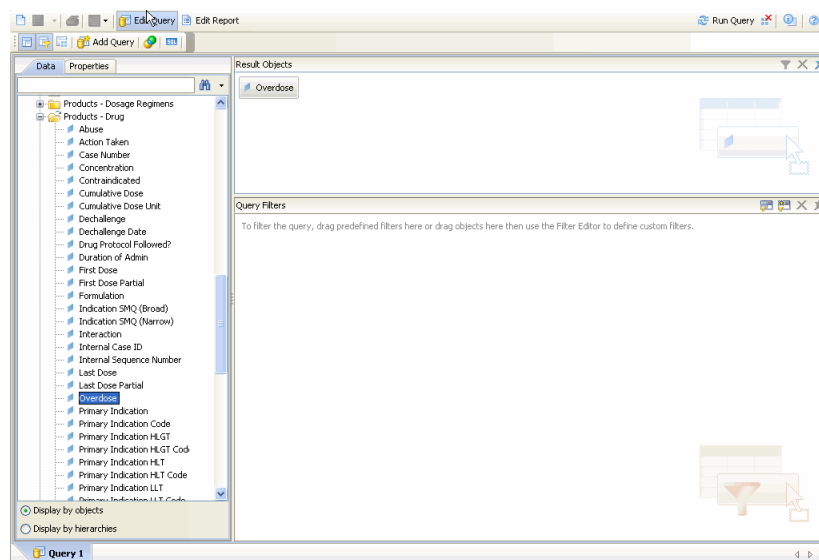 Edit Query Edit Report Run Query
Add Query SQL
Data Properties
Products - Dosage Regimens
Products - Drug
Abuse
Action Taken
Case Number
Concentration
Contraindicated
Cumulative Dose
Cumulative Dose Unit
Dechallenge
Dechallenge Date
Drug Protocol Followed?
Duration of Admin
First Dose
First Dose Partial
Formulation
Indication SMQ (Broad)
Indication SMQ (Narrow)
Interaction
Internal Case ID
Internal Sequence Number
Last Dose
Last Dose Partial
Overdose
Primary Indication
Primary Indication Code
Primary Indication HLGT
Primary Indication HLGT Cod
Primary Indication HLT
Primary Indication HLT Code
Primary Indication LLT
Primary Indication LLT Code
Display by objects
Display by hierarchies
Result Objects
Overdose
Query Filters
To filter the query, drag predefined filters here or drag objects here then use the Filter Editor to define custom filters.
Query 1